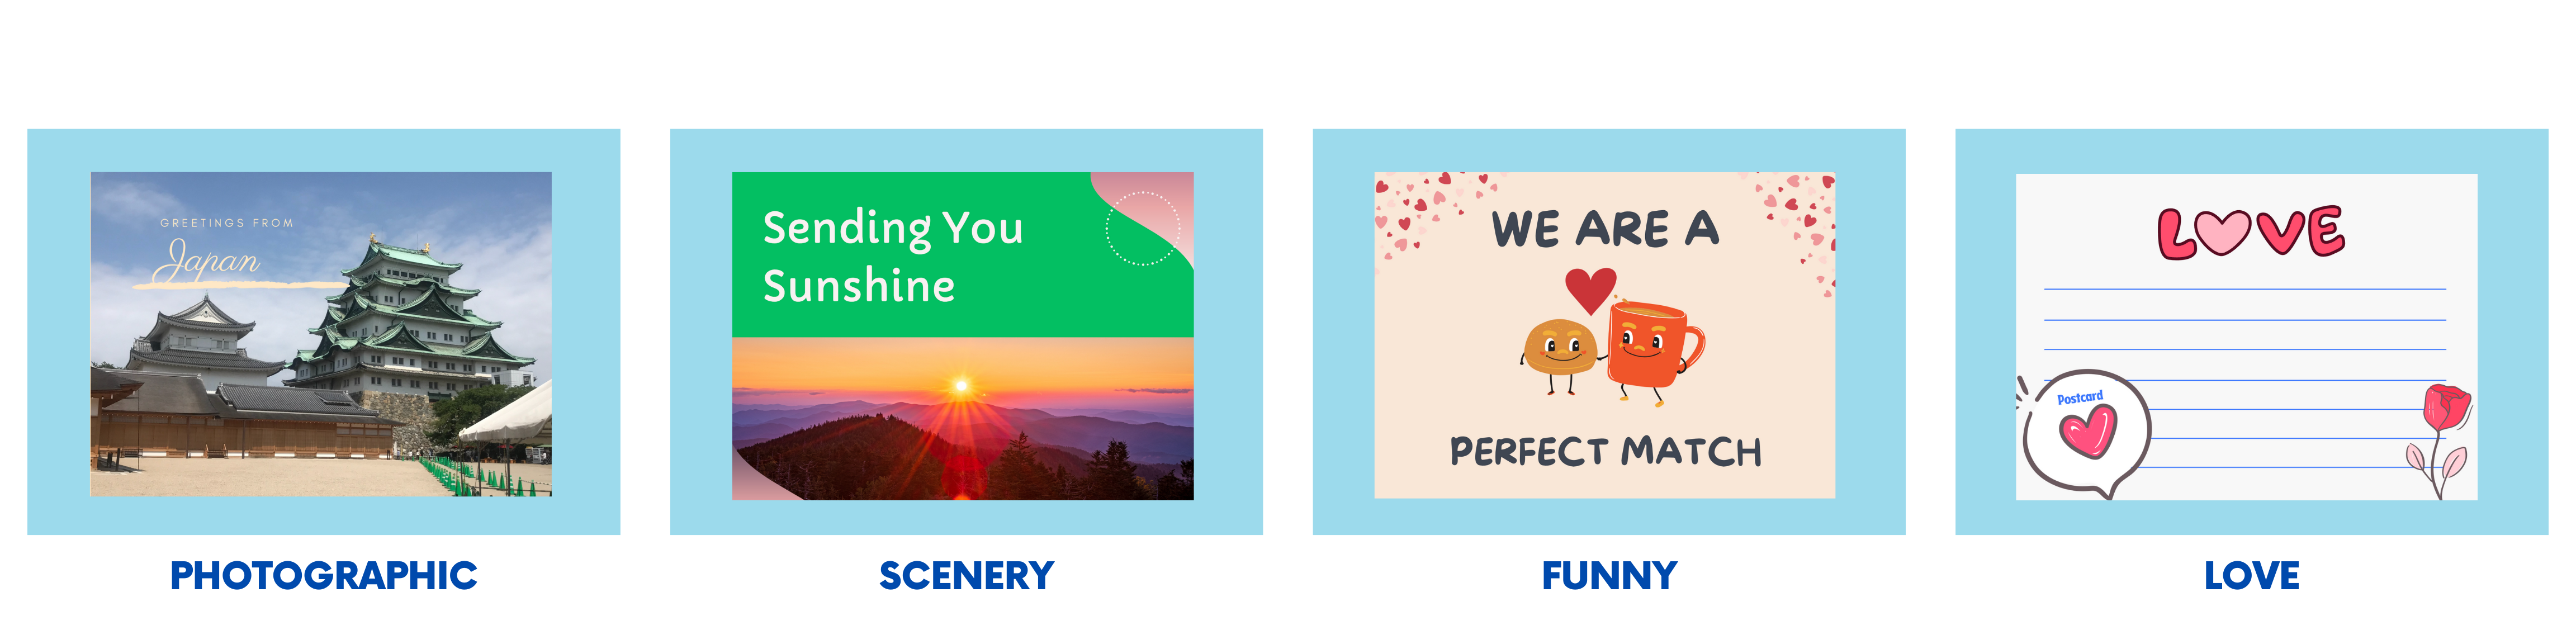 GREETINGS FROM
Japan
PHOTOGRAPHIC
Sending You
Sunshine
SCENERY
WE ARE A
PERFECT MATCH
FUNNY
LOVE
Postcard
LOVE